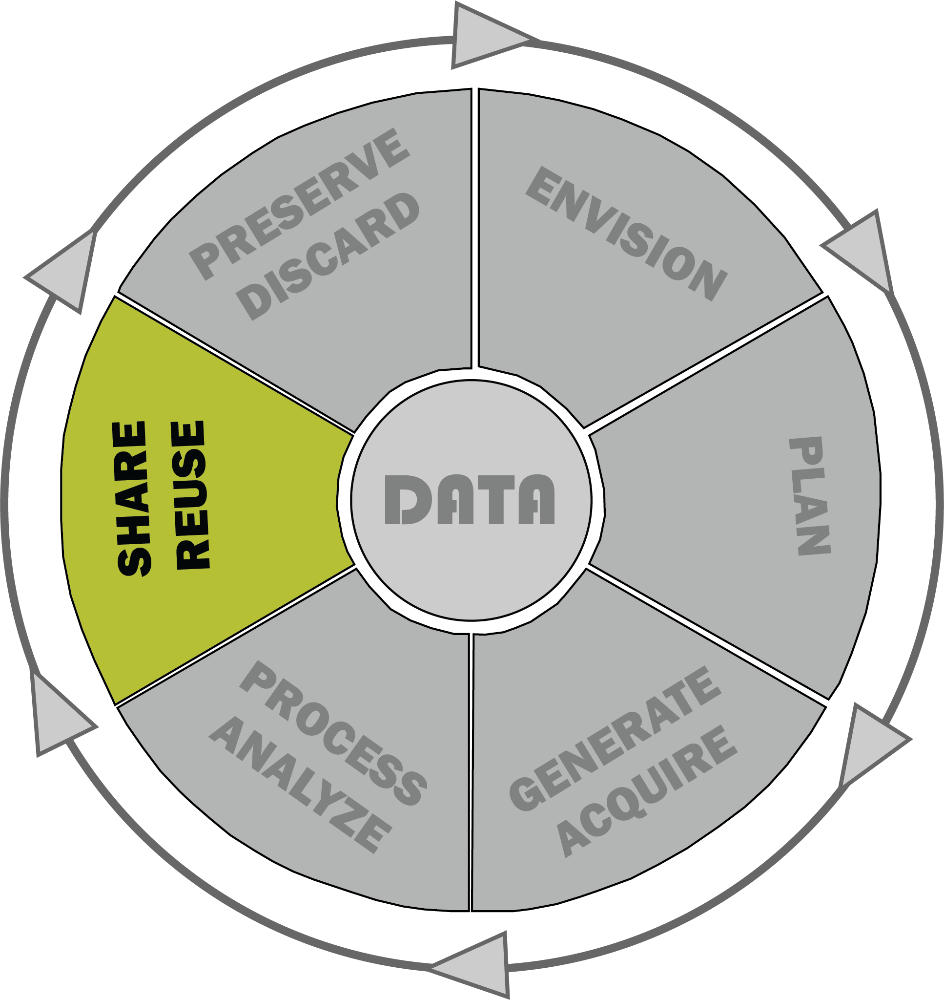 PRESERVE
DISCARD
ENVISION
SHARE
REUSE
DATA
PLAN
PROCESS
ANALYZE
GENERATE
ACQUIRE